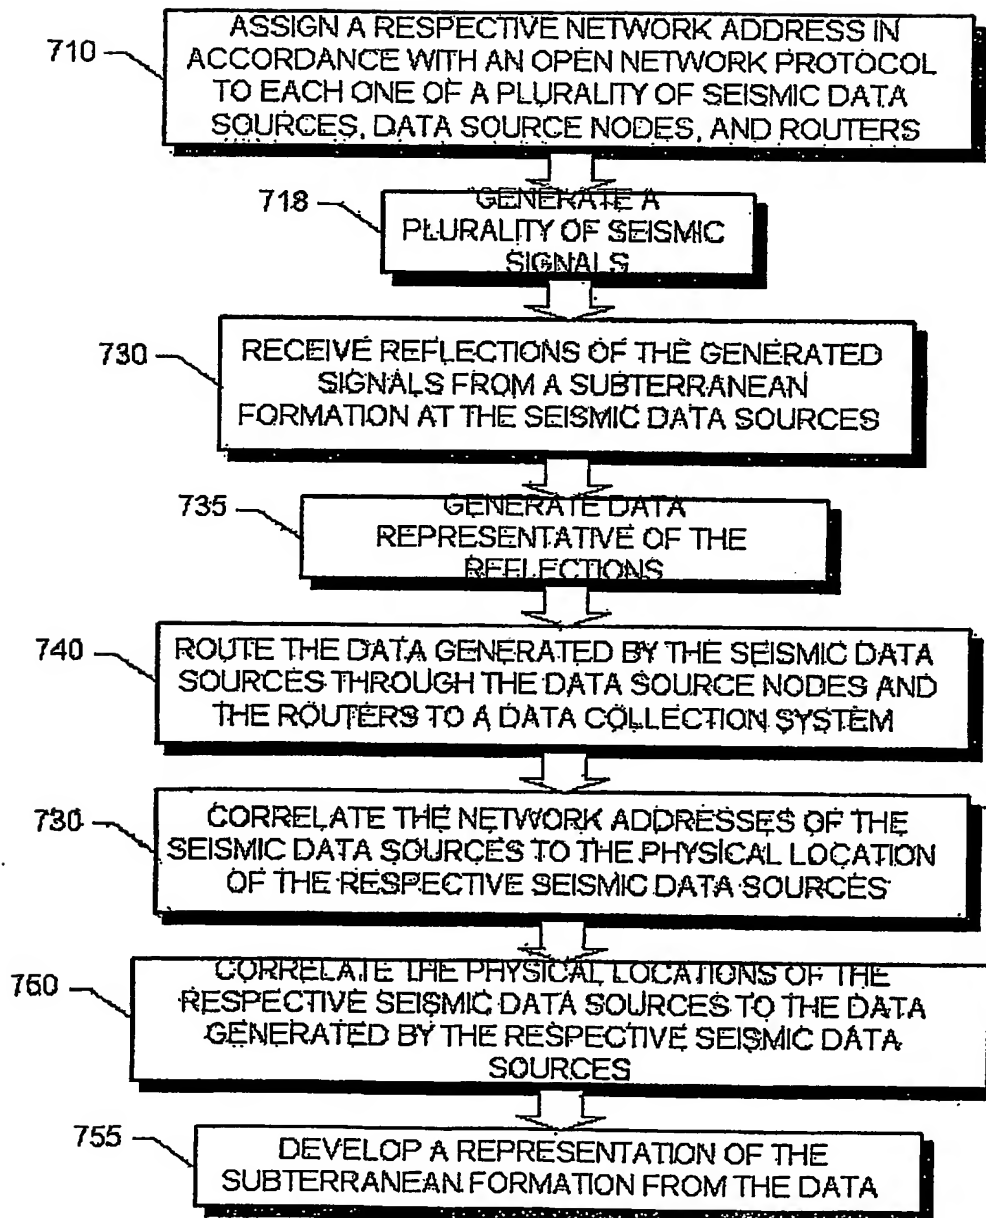 710
ASSIGN A RESPECTIVE NETWORK ADDRESS IN
ACCORDANCE WITH AN OPEN NETWORK PROTOCOL
TO EACH ONE OF A PLURALITY OF SEISMIC DATA
SOURCES, DATA SOURCE NODES, AND ROUTERS
718
GENERATE A
PLURALITY OF SEISMIC
SIGNALS
730
RECEIVE REFLECTIONS OF THE GENERATED
SIGNALS FROM A SUBTERRANEAN
FORMATION AT THE SEISMIC DATA SOURCES
735
GENERATE DATA
REPRESENTATIVE OF THE
REFLECTIONS
740
ROUTE THE DATA GENERATED BY THE SEISMIC DATA
SOURCES THROUGH THE DATA SOURCE NODES AND
THE ROUTERS TO A DATA COLLECTION SYSTEM
730
CORRELATE THE NETWORK ADDRESSES OF THE
SEISMIC DATA SOURCES TO THE PHYSICAL LOCATION
OF THE RESPECTIVE SEISMIC DATA SOURCES
750
CORRELATE THE PHYSICAL LOCATIONS OF THE
RESPECTIVE SEISMIC DATA SOURCES TO THE DATA
GENERATED BY THE RESPECTIVE SEISMIC DATA
SOURCES
755
DEVELOP A REPRESENTATION OF THE
SUBTERRANEAN FORMATION FROM THE DATA